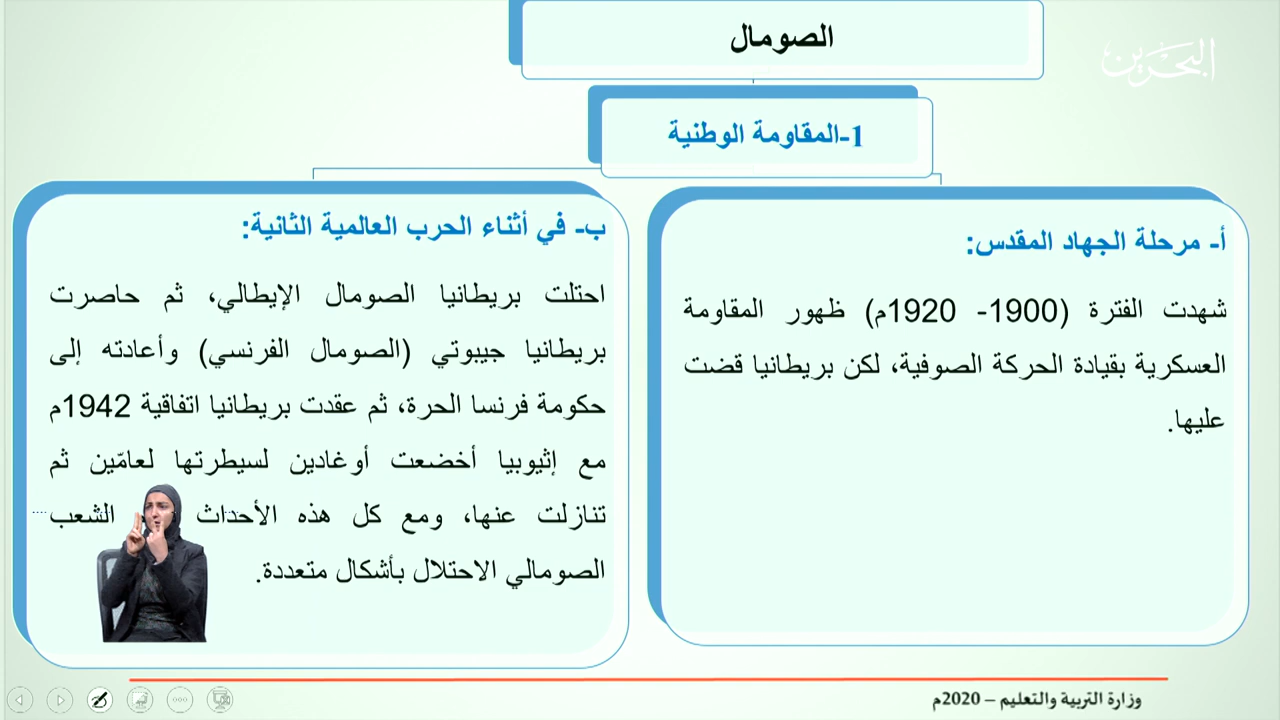 الصومال
البحرين
1-المقاومة الوطنية
أ- مرحلة الجهاد المقدس:
شهدت الفترة (1900- 1920م) ظهور المقاومة
العسكرية بقيادة الحركة الصوفية، لكن بريطانيا قضت
عليها.
ب- في أثناء الحرب العالمية الثانية:
احتلت بريطانيا الصومال الإيطالي، ثم حاصرت
بريطانيا جيبوتي (الصومال الفرنسي) وأعادته إلى
حكومة فرنسا الحرة، ثم عقدت بريطانيا اتفاقية 1942م
مع إثيوبيا أخضعت أوغادين لسيطرتها لعامّين ثم
تنازلت عنها، ومع كل هذه الأحداث الشعب
الصومالي الاحتلال بأشكال متعددة.
وزارة التربية والتعليم – 2020م